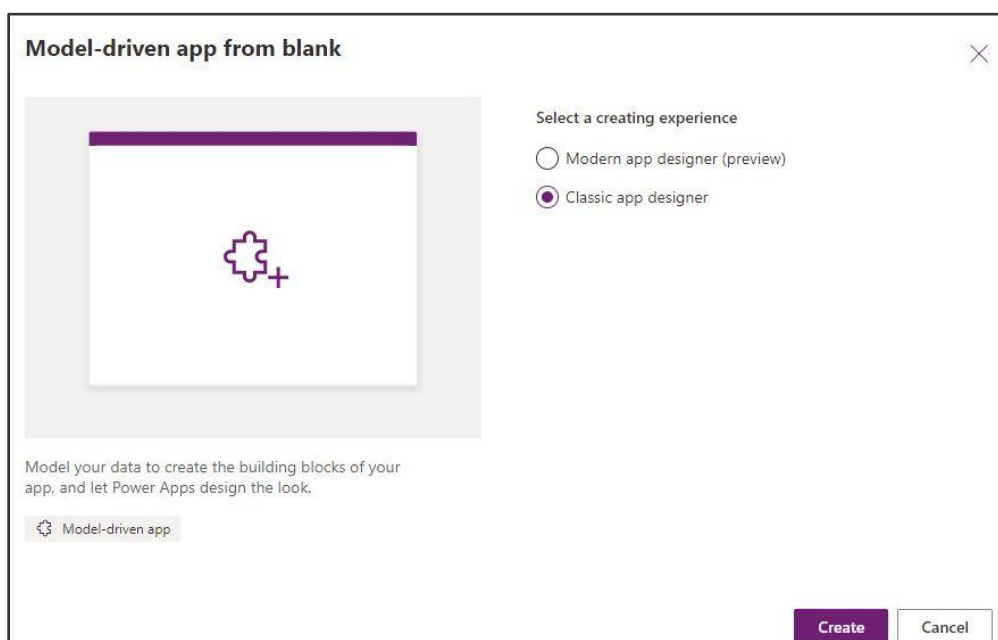 Model-driven app from blank
Select a creating experience
Modern app designer (preview)
Classic app designer
Model your data to create the building blocks of your
app, and let Power Apps design the look.
Model-driven app
Create
Cancel